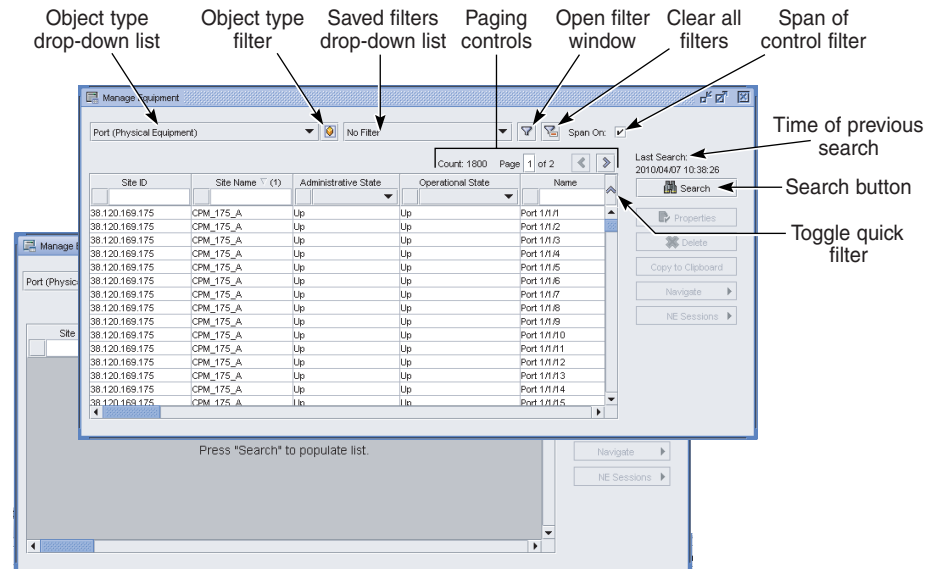 Object type
drop-down list
Object type
filter
Saved filters
drop-down list
Paging
controls
Open filter
window
Clear all
filters
Span of
control filter
Manage Equipment
Port (Physical Equipment)
No Filter
Span On:
Count: 1800 Page 1 of 2
Last Search:
2010/04/07 10:38:26
Time of previous
search
Search
Search button
Toggle quick
filter
Properties
Delete
Copy to Clipboard
Navigate
NE Sessions
Site ID Site Name (1) Administrative State Operational State Name
38.120.169.175 CPM_175_A Up Up Port 1/1/1
38.120.169.175 CPM_175_A Up Up Port 1/1/2
38.120.169.175 CPM_175_A Up Up Port 1/1/3
38.120.169.175 CPM_175_A Up Up Port 1/1/4
38.120.169.175 CPM_175_A Up Up Port 1/1/5
38.120.169.175 CPM_175_A Up Up Port 1/1/6
38.120.169.175 CPM_175_A Up Up Port 1/1/7
38.120.169.175 CPM_175_A Up Up Port 1/1/8
38.120.169.175 CPM_175_A Up Up Port 1/1/9
38.120.169.175 CPM_175_A Up Up Port 1/1/10
38.120.169.175 CPM_175_A Up Up Port 1/1/11
38.120.169.175 CPM_175_A Up Up Port 1/1/12
38.120.169.175 CPM_175_A Up Up Port 1/1/13
38.120.169.175 CPM_175_A Up Up Port 1/1/14
38.120.169.175 CPM_175_A Up Up Port 1/1/15
Manage E
Port (Physic
Site
Press "Search" to populate list.
Navigate
NE Sessions